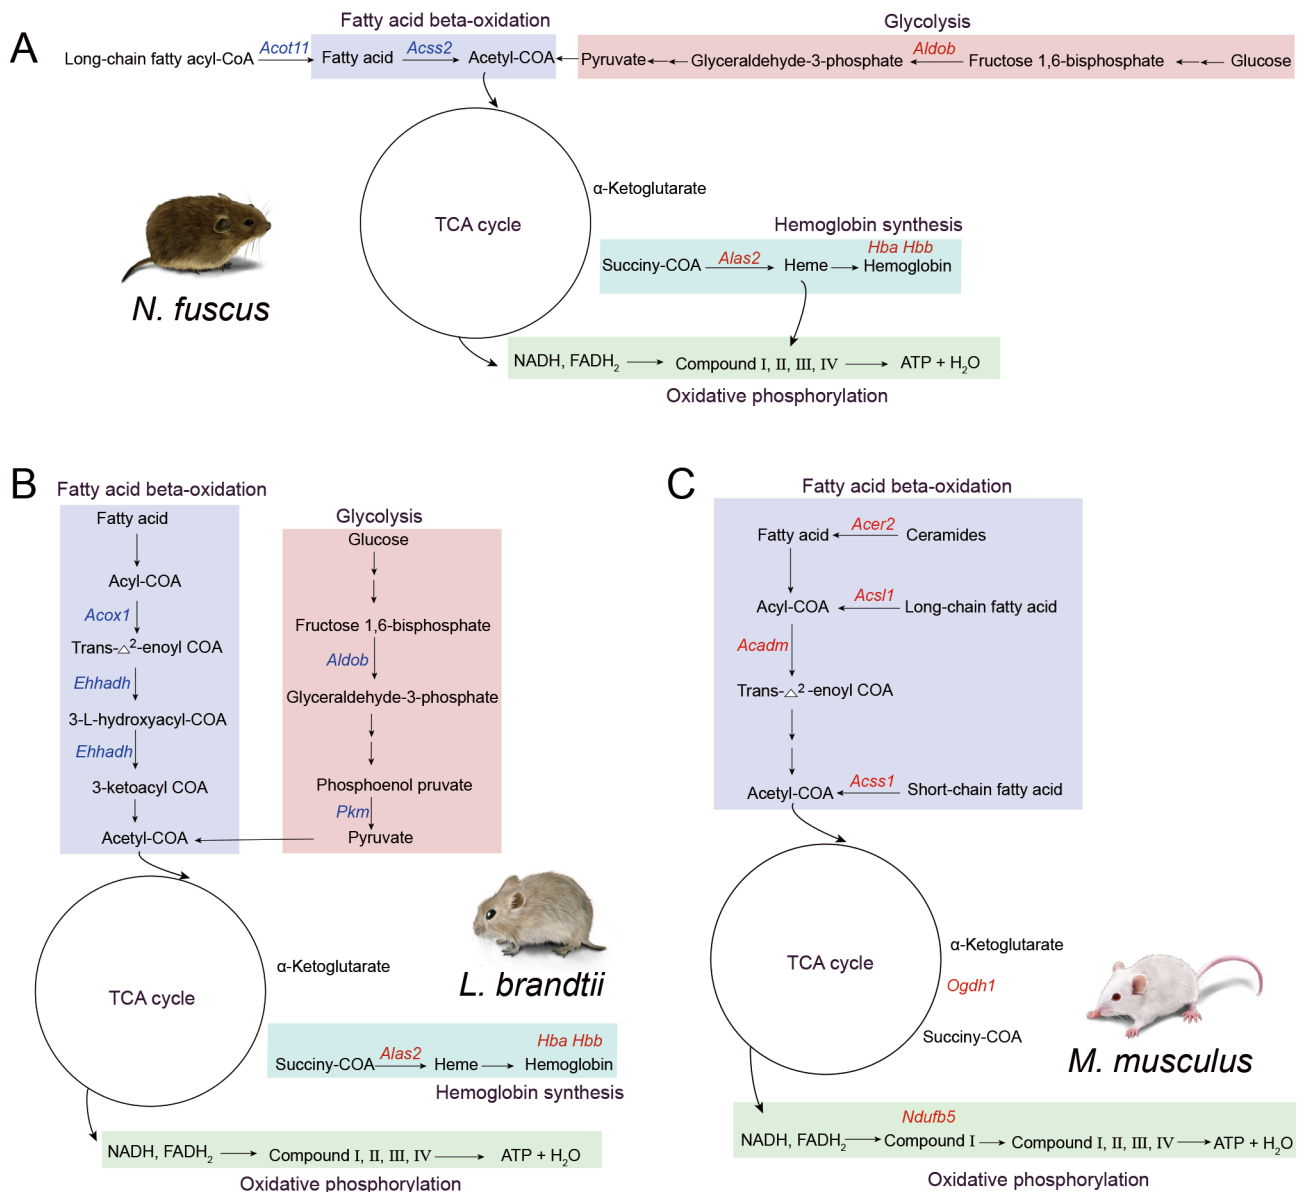 A
Fatty acid beta-oxidation
Glycolysis
Long-chain fatty acyl-CoA Acot11 Fatty acid Acss2 Acetyl-COA Pyruvate Glyceraldehyde-3-phosphate Aldob Fructose 1,6-bisphosphate Glucose
TCA cycle
α-Ketoglutarate
Hemoglobin synthesis
Succiny-COA Alas2 Heme Hba Hbb Hemoglobin
N. fuscus
NADH, FADH2 Compound I, II, III, IV ATP + H2O
Oxidative phosphorylation
B
Fatty acid beta-oxidation
Fatty acid
Acyl-COA
Acox1
Trans-△²-enoyl COA
Ehhadh
3-L-hydroxyacyl-COA
Ehhadh
3-ketoacyl COA
Acetyl-COA
Glycolysis
Glucose
Fructose 1,6-bisphosphate
Aldob
Glyceraldehyde-3-phosphate
Phosphoenol pruvate
Pkm
Pyruvate
TCA cycle
α-Ketoglutarate
L. brandtii
Hba Hbb
Succiny-COA Alas2 Heme Hemoglobin
Hemoglobin synthesis
NADH, FADH2 Compound I, II, III, IV ATP + H2O
Oxidative phosphorylation
C
Fatty acid beta-oxidation
Fatty acid Acer2 Ceramides
Acyl-COA Acsl1 Long-chain fatty acid
Acadm
Trans-△²-enoyl COA
Acetyl-COA Acss1 Short-chain fatty acid
TCA cycle
α-Ketoglutarate
Ogdh1
Succiny-COA
M. musculus
Ndufb5
NADH, FADH2 Compound I Compound I, II, III, IV ATP + H2O
Oxidative phosphorylation